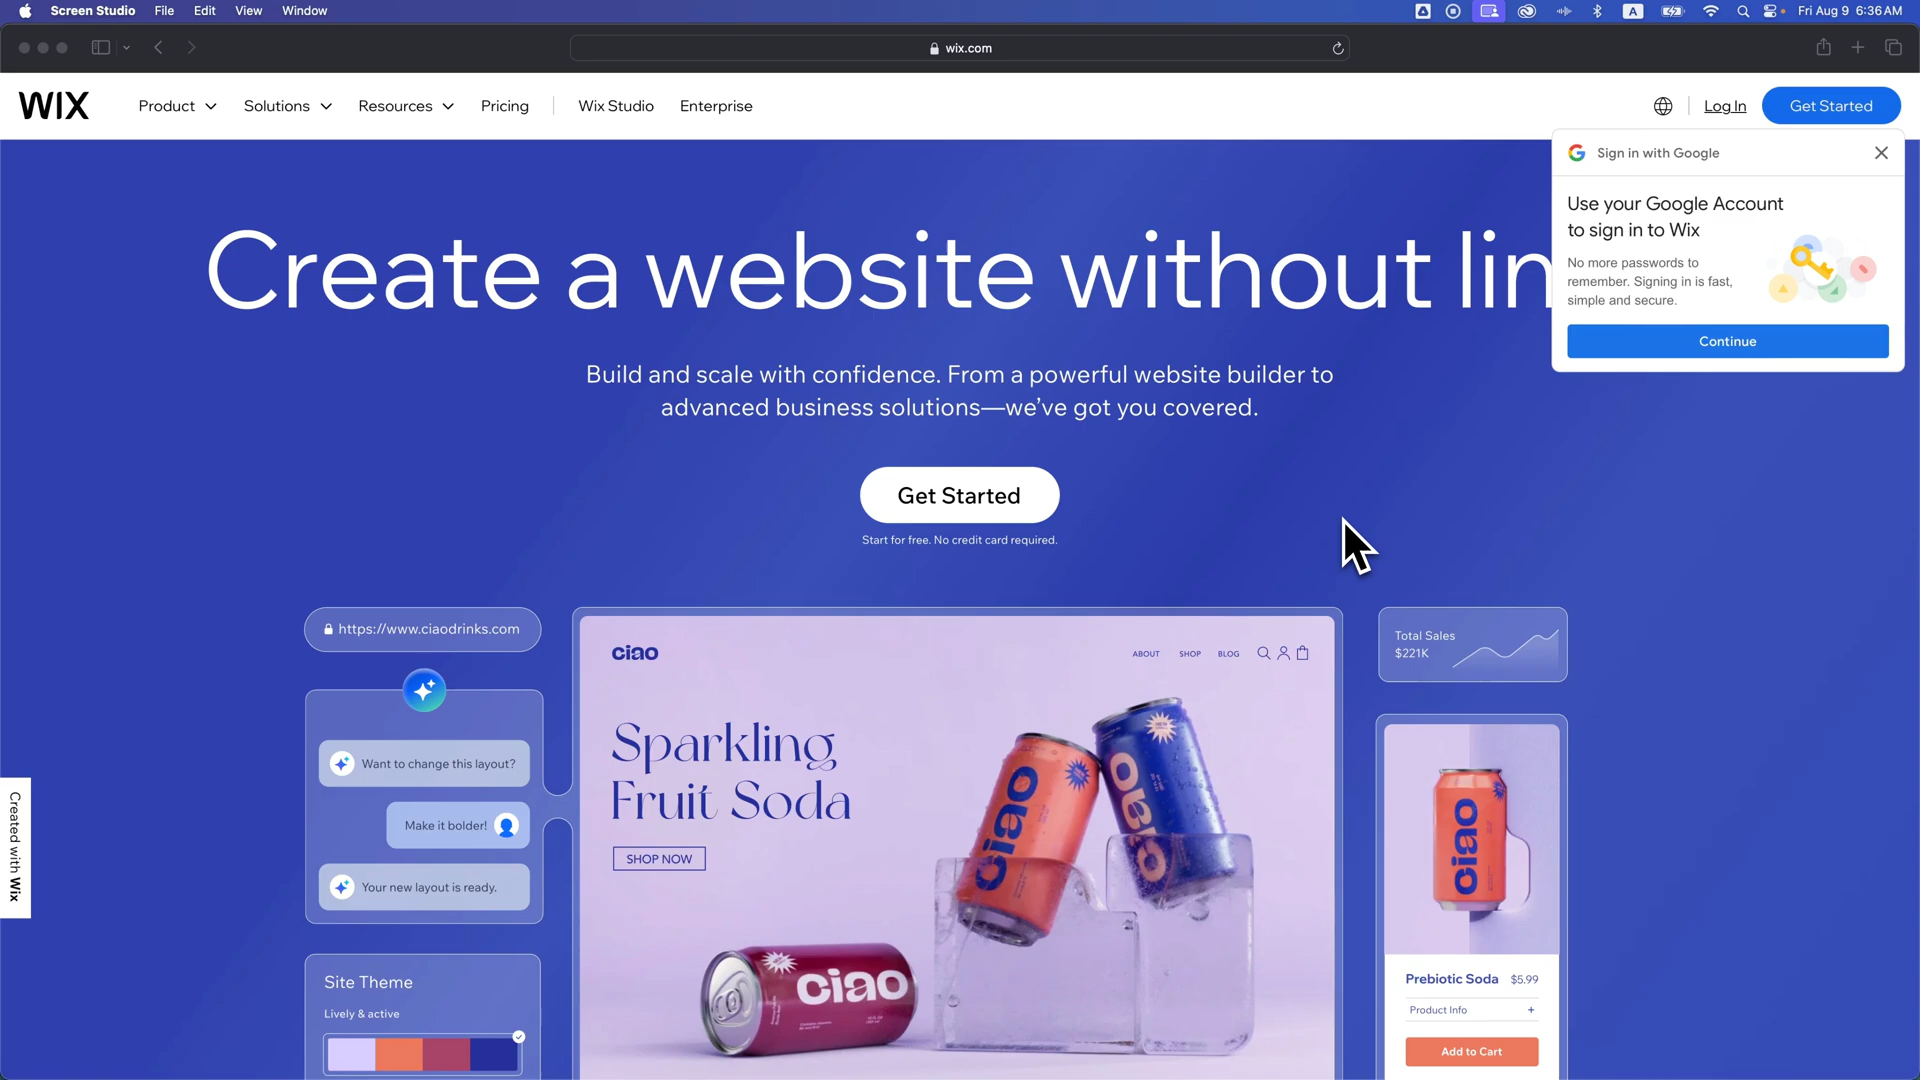 Screen Studio File Edit View Window
A
Fri Aug 9 6:36 AM
wix.com
WIX
Product Solutions Resources Pricing Wix Studio Enterprise
Log In
Get Started
Sign in with Google
Use your Google Account
to sign in to Wix
No more passwords to
remember. Signing in is fast,
simple and secure.
Continue
Create a website without lin
Build and scale with confidence. From a powerful website builder to
advanced business solutions—we've got you covered.
Get Started
Start for free. No credit card required.
https://www.ciaodrinks.com
Want to change this layout?
Make it bolder!
Your new layout is ready.
Site Theme
Lively & active
ciao
ABOUT SHOP BLOG
Sparkling
Fruit Soda
SHOP NOW
ciao
ciao
ciao
Total Sales
$221K
ciao
Prebiotic Soda $5.99
Product Info +
Add to Cart
Created with Wix